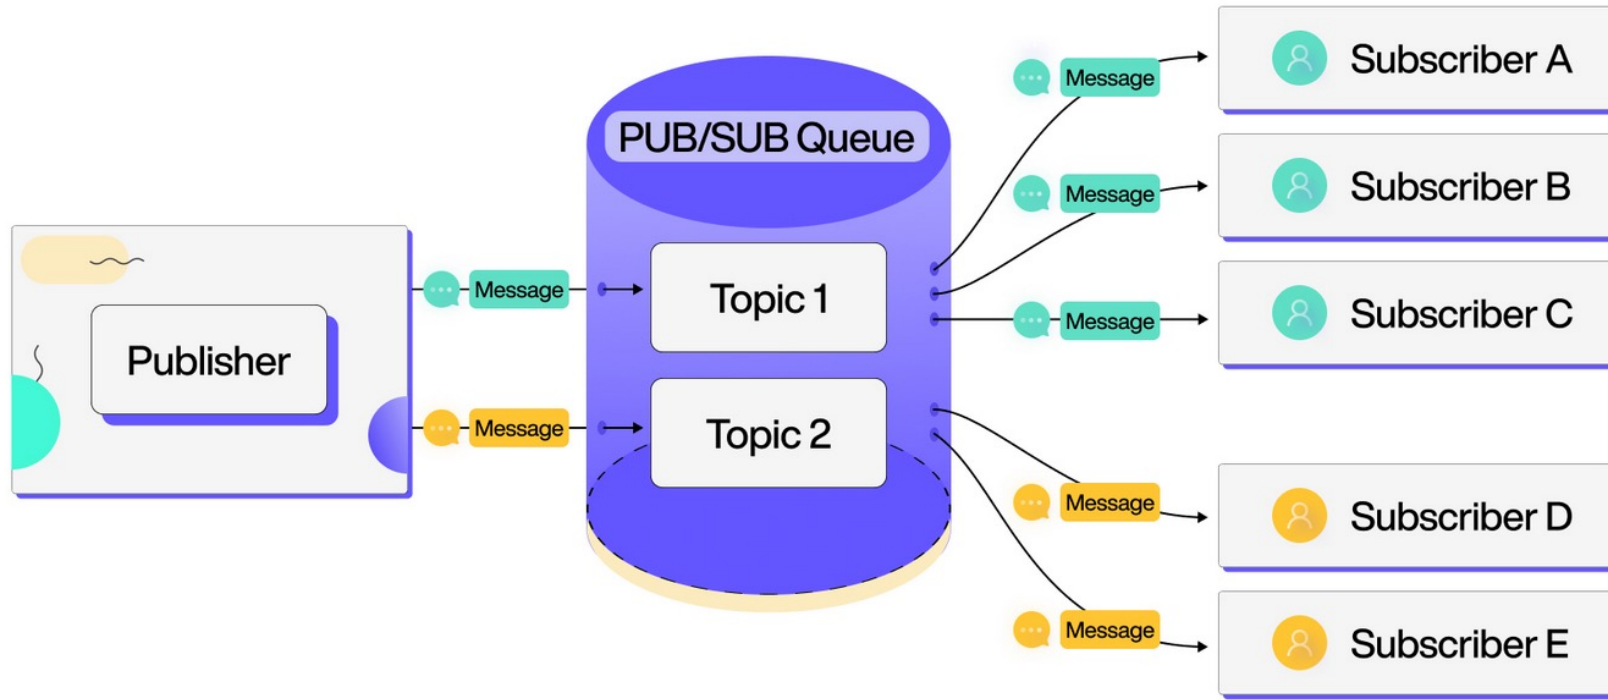 PUB/SUB Queue
Publisher
Message
Message
Topic 1
Topic 2
Message
Subscriber A
Message
Subscriber B
Message
Subscriber C
Message
Subscriber D
Message
Subscriber E